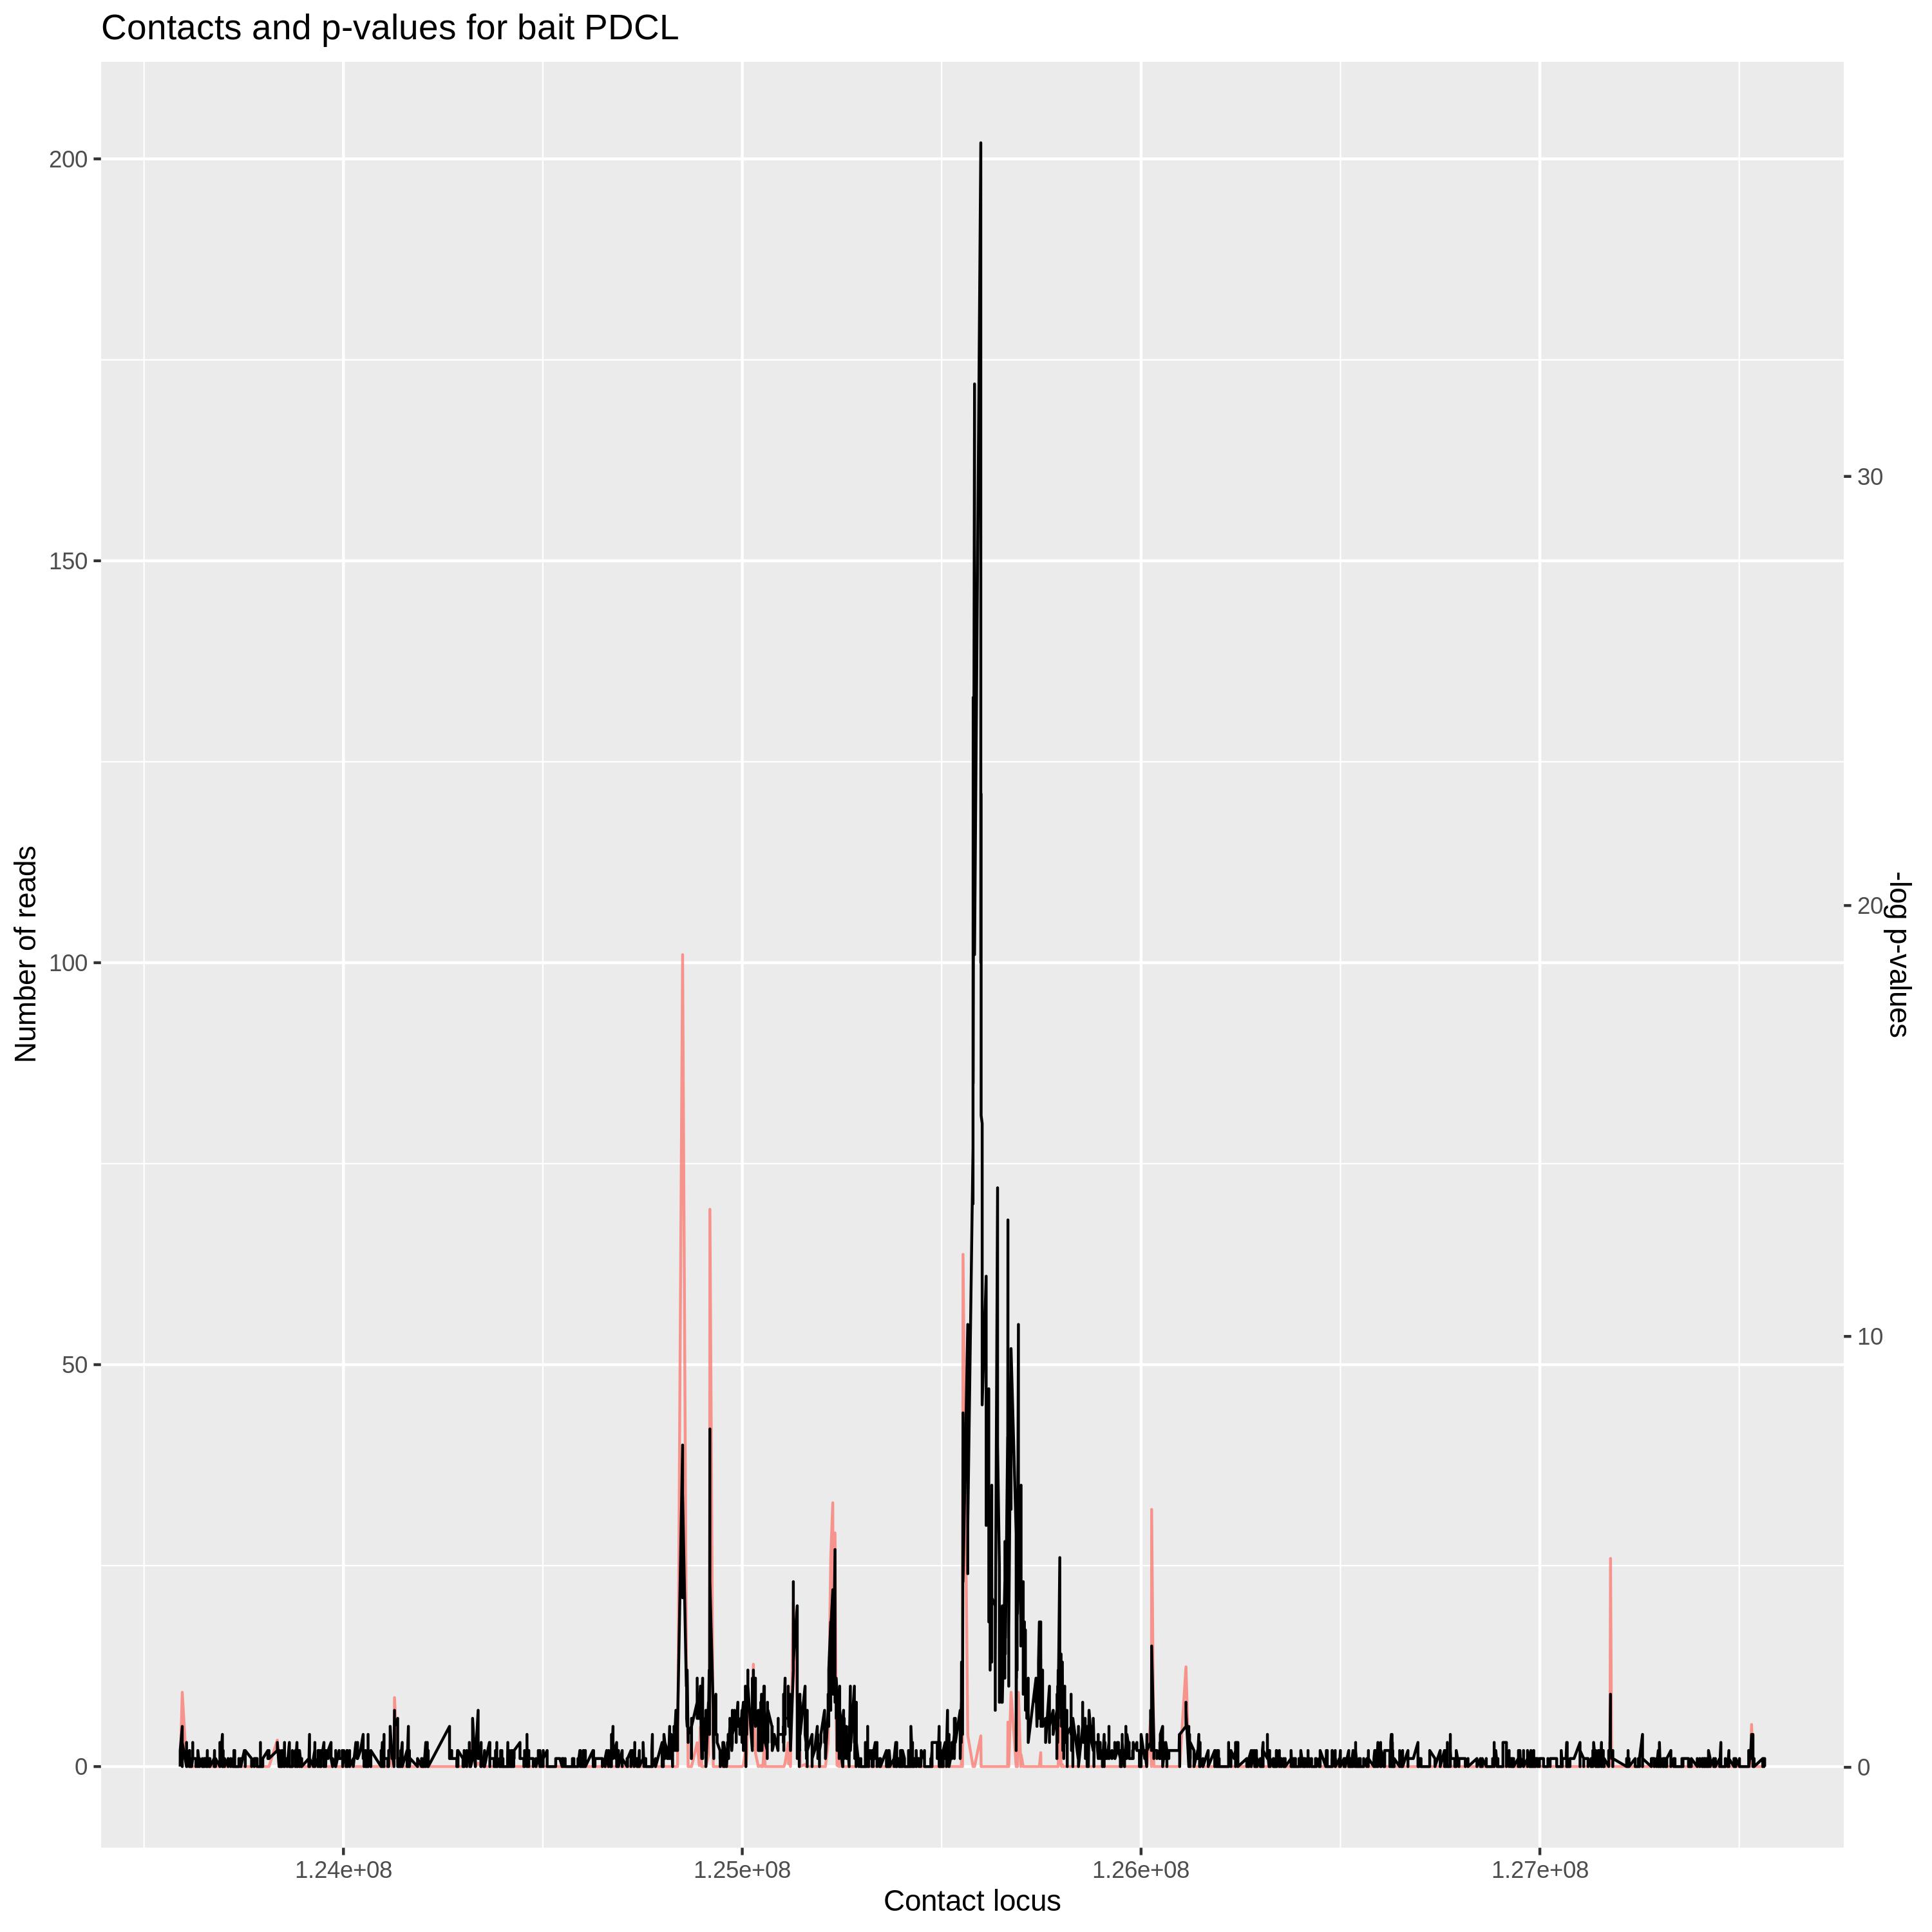 Contacts and p-values for bait PDCL
200
150
100
50
0
Number of reads
30
20
10
0
-log p-values
1.24e+08
1.25e+08
1.26e+08
1.27e+08
Contact locus